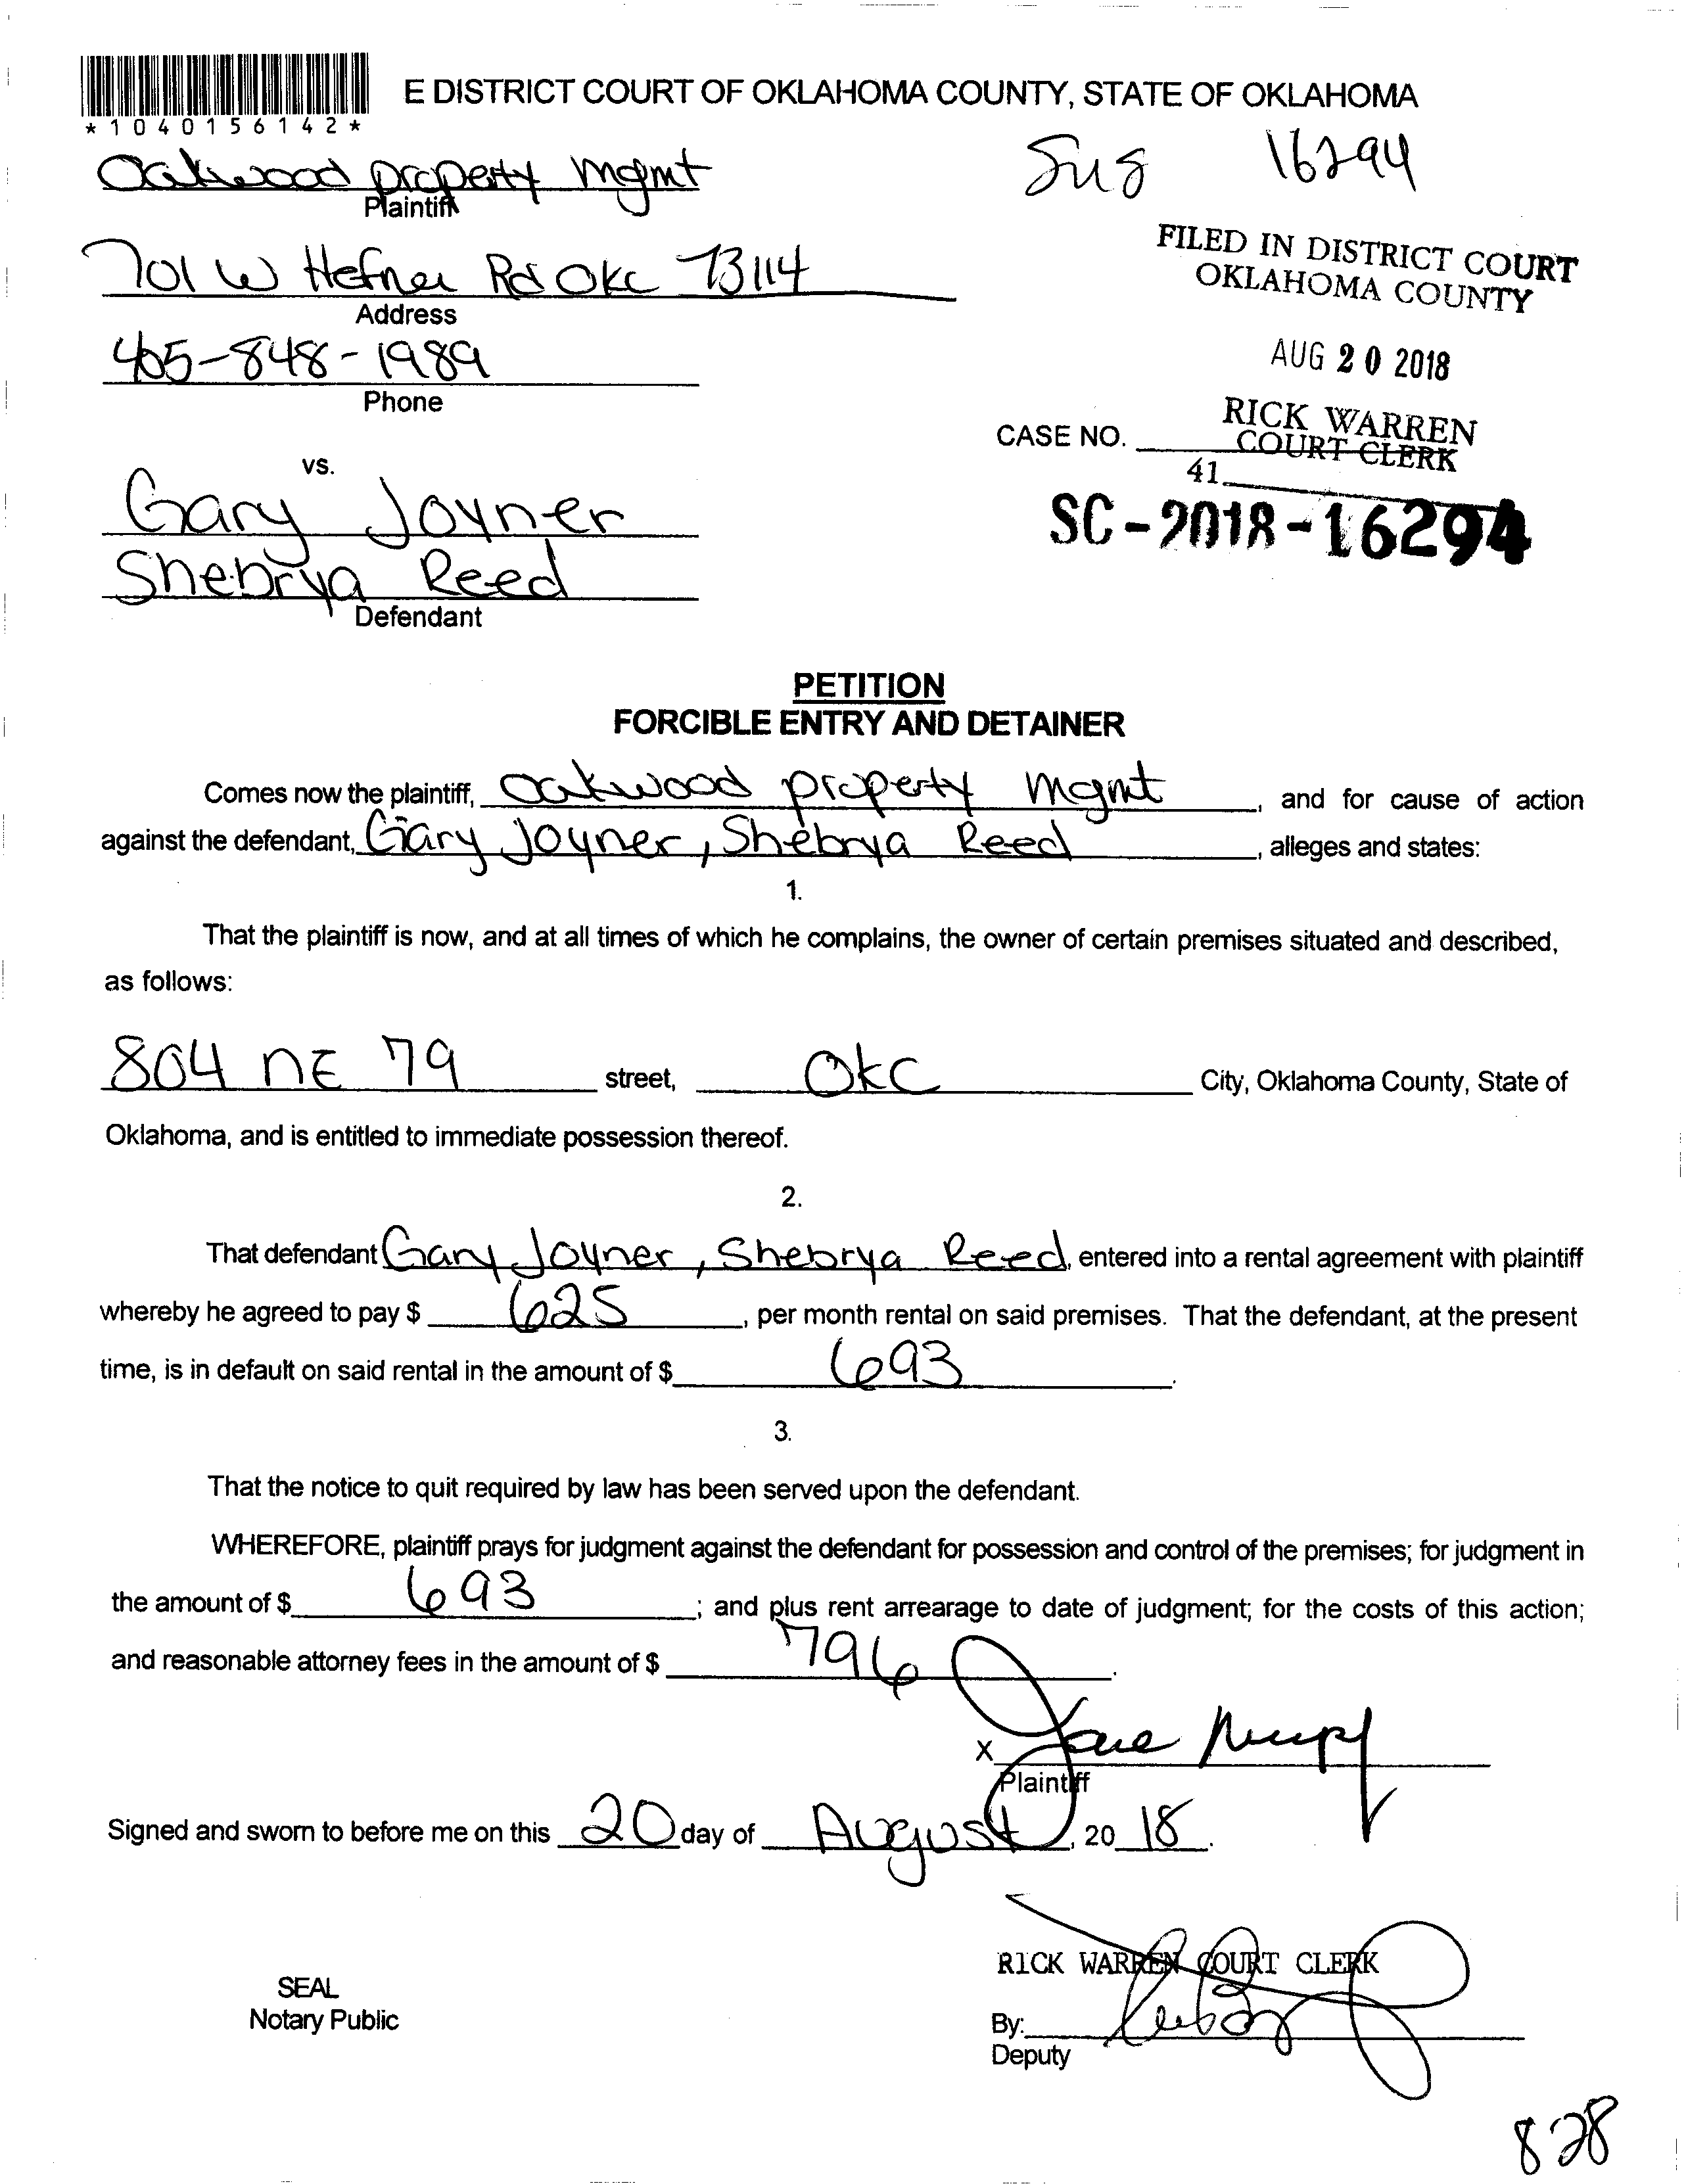 E DISTRICT COURT OF OKLAHOMA COUNTY, STATE OF OKLAHOMA
*1040156142*
16294
Oakwood property mgmt
Plaintiff
701 W Hefner Rd OKC 73114
Address
FILED IN DISTRICT COURT
OKLAHOMA COUNTY
405-848-1989
Phone
AUG 20 2018
RICK WARREN
COURT CLERK
CASE NO.
41
vs.
SC-2018-16294
Gary Joyner
Shebrya Reed
Defendant
PETITION
FORCIBLE ENTRY AND DETAINER
Comes now the plaintiff, Oakwood property mgmt, and for cause of action
against the defendant, Gary Joyner, Shebrya Reed, alleges and states:
1.
That the plaintiff is now, and at all times of which he complains, the owner of certain premises situated and described,
as follows:
804 NE 79 street, OKC City, Oklahoma County, State of
Oklahoma, and is entitled to immediate possession thereof.
2.
That defendant Gary Joyner, Shebrya Reed, entered into a rental agreement with plaintiff
whereby he agreed to pay $ 625, per month rental on said premises. That the defendant, at the present
time, is in default on said rental in the amount of $ 693.
3.
That the notice to quit required by law has been served upon the defendant.
WHEREFORE, plaintiff prays for judgment against the defendant for possession and control of the premises; for judgment in
the amount of $ 693; and plus rent arrearage to date of judgment; for the costs of this action;
and reasonable attorney fees in the amount of $ 796.
X
Plaintiff
Signed and sworn to before me on this 20 day of August, 20 18.
RICK WARREN COURT CLERK
SEAL
Notary Public
By:
Deputy
828